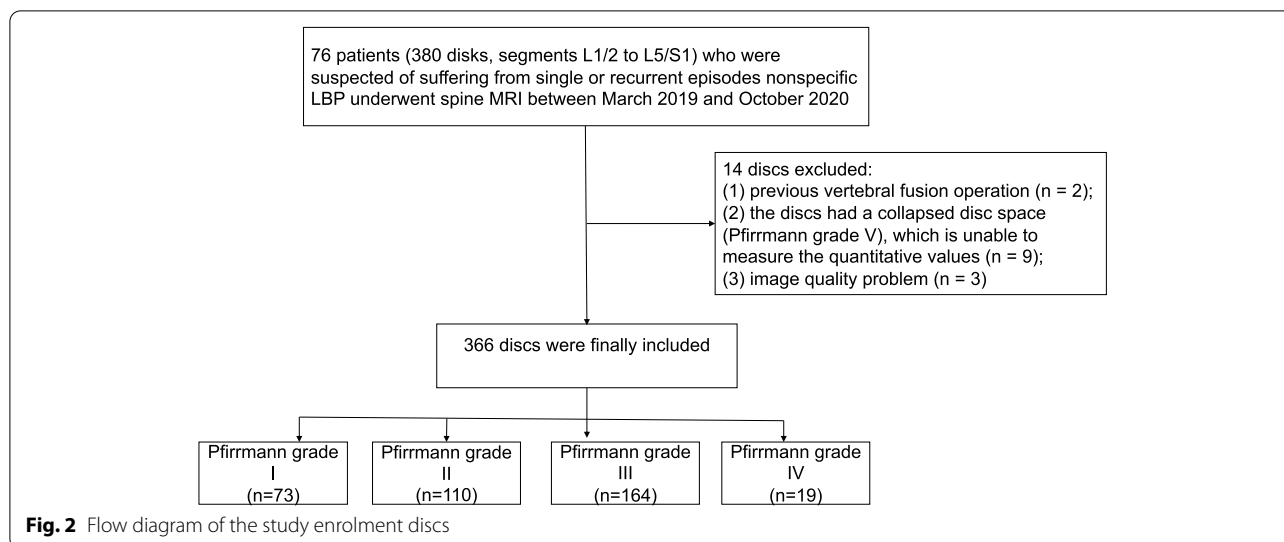 76 patients (380 disks, segments L1/2 to L5/S1) who were
suspected of suffering from single or recurrent episodes nonspecific
LBP underwent spine MRI between March 2019 and October 2020
14 discs excluded:
(1) previous vertebral fusion operation (n = 2);
(2) the discs had a collapsed disc space
(Pfirrmann grade V), which is unable to
measure the quantitative values (n = 9);
(3) image quality problem (n = 3)
366 discs were finally included
Pfirrmann grade
I
(n=73)
Pfirrmann grade
II
(n=110)
Pfirrmann grade
III
(n=164)
Pfirrmann grade
IV
(n=19)
Fig. 2 Flow diagram of the study enrolment discs